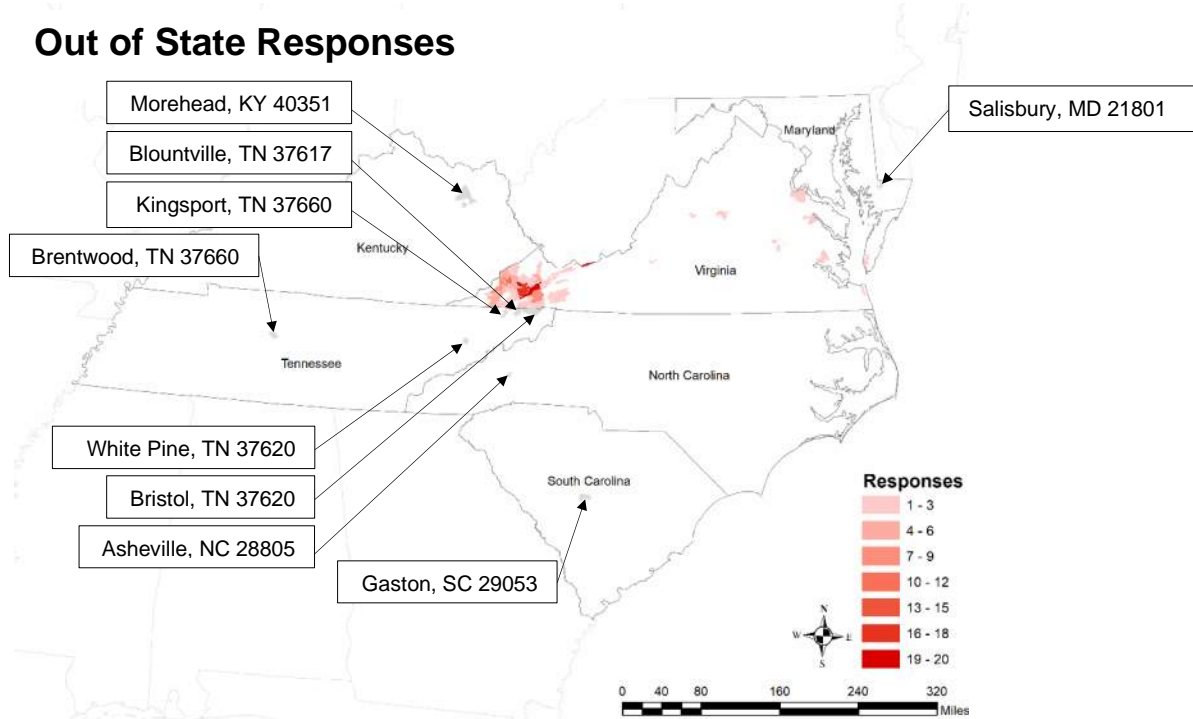 Out of State Responses
Morehead, KY 40351
Salisbury, MD 21801
Blountville, TN 37617
Kingsport, TN 37660
Brentwood, TN 37660
Maryland
Kentucky
Virginia
Tennessee
North Carolina
White Pine, TN 37620
Bristol, TN 37620
Asheville, NC 28805
South Carolina
Gaston, SC 29053
Responses
1 - 3
4 - 6
7 - 9
10 - 12
13 - 15
16 - 18
19 - 20
N
W E
S
0 40 80 160 240 320
Miles